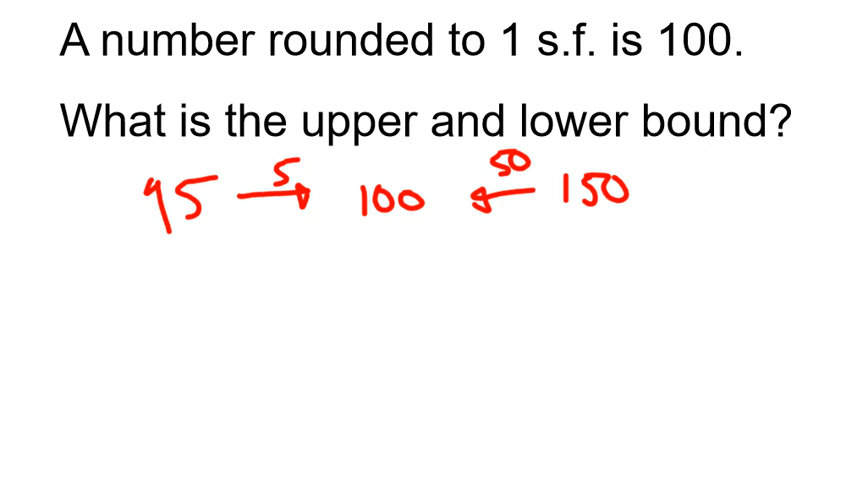 A number rounded to 1 s.f. is 100.
What is the upper and lower bound?
5 50
95 → 100 ← 150